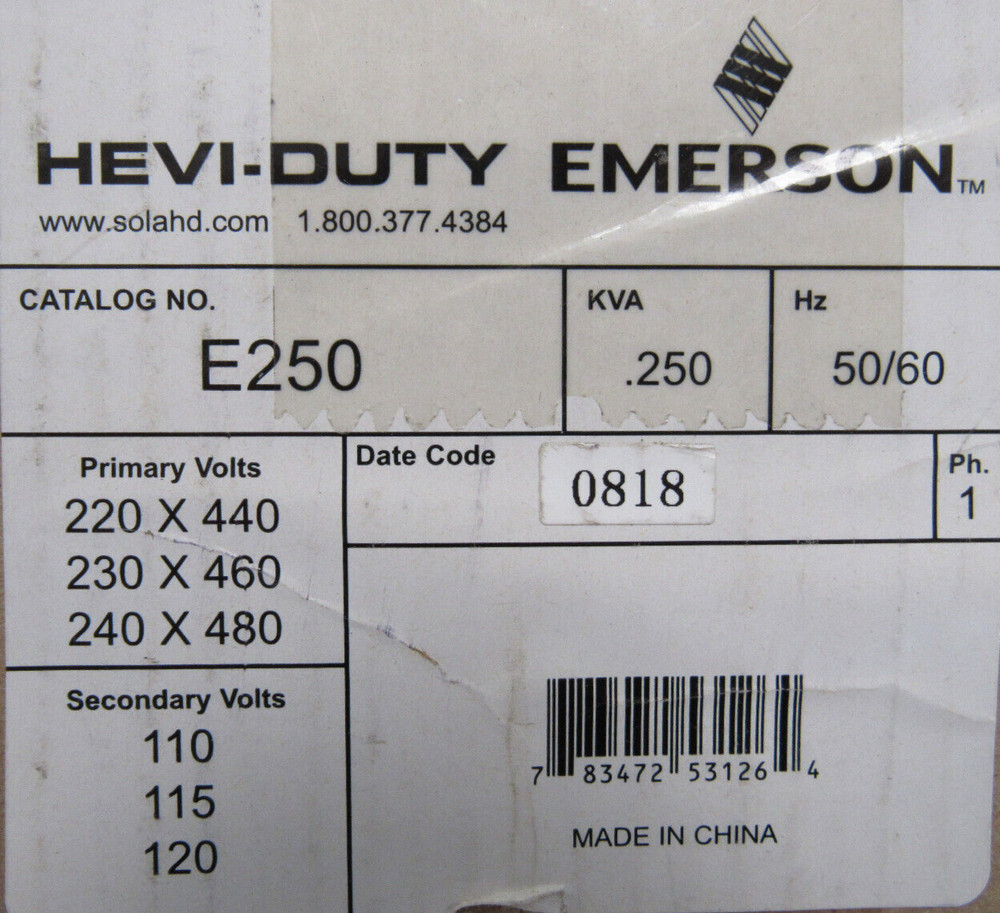 HEVI-DUTY EMERSON™
www.solahd.com 1.800.377.4384
CATALOG NO.
E250
KVA
.250
Hz
50/60
Primary Volts
220 X 440
230 X 460
240 X 480
Date Code
0818
Ph.
1
Secondary Volts
110
115
120
7 83472 53126 4
MADE IN CHINA